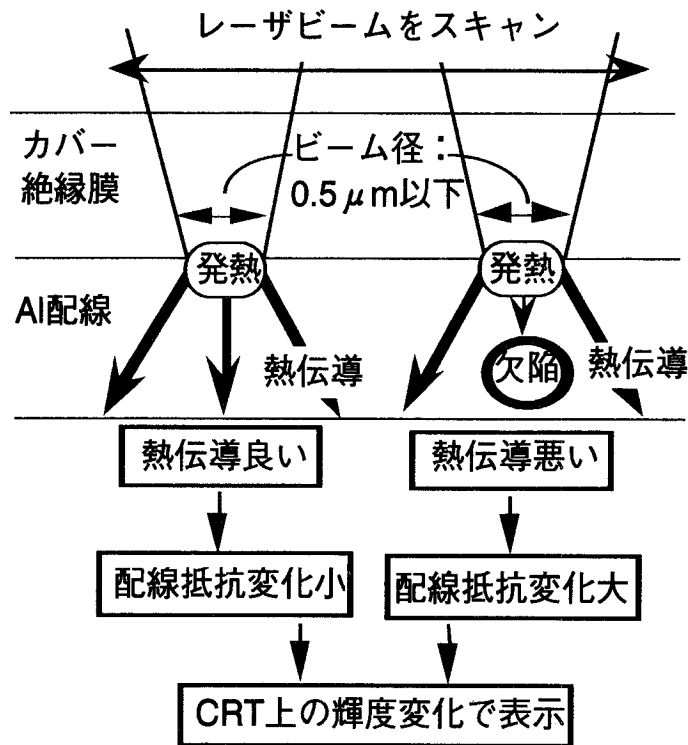 レーザビームをスキャン
カバー
絶縁膜
ビーム径：
0.5μm以下
発熱
発熱
Al配線
熱伝導
欠陥
熱伝導
熱伝導良い
熱伝導悪い
配線抵抗変化小
配線抵抗変化大
CRT上の輝度変化で表示